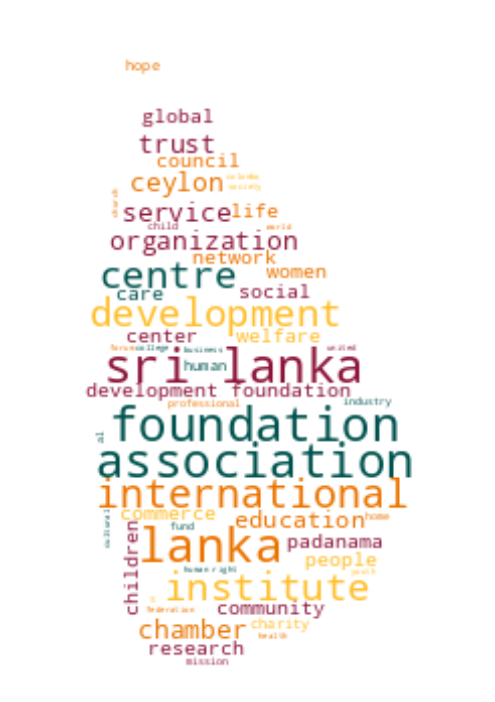 hope
global
trust
council
ceylon colombo
society
church
service life
child world
organization
network
centre women
care social
development
center welfare
forum college business united
sri lanka
human
development foundation
professional industry
foundation
al
association
international
commerce
cultural
education home
fund
lanka padanama
children
people
human right youth
institute
federation community
charity
chamber health
research
mission